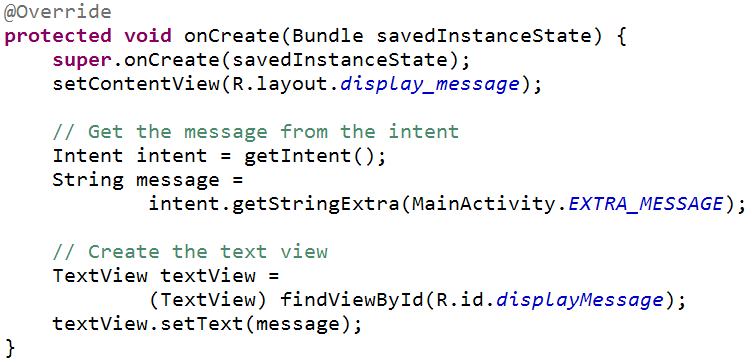 @Override
protected void onCreate(Bundle savedInstanceState) {
    super.onCreate(savedInstanceState);
    setContentView(R.layout.display_message);

    // Get the message from the intent
    Intent intent = getIntent();
    String message =
            intent.getStringExtra(MainActivity.EXTRA_MESSAGE);

    // Create the text view
    TextView textView =
            (TextView) findViewById(R.id.displayMessage);
    textView.setText(message);
}